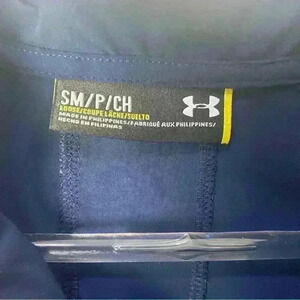 SM/P/CH
LOOSE/COUPE LÂCHE/SUELTO
MADE IN PHILIPPINES/FABRIQUÉ AUX PHILIPPINES/
HECHO EN FILIPINAS